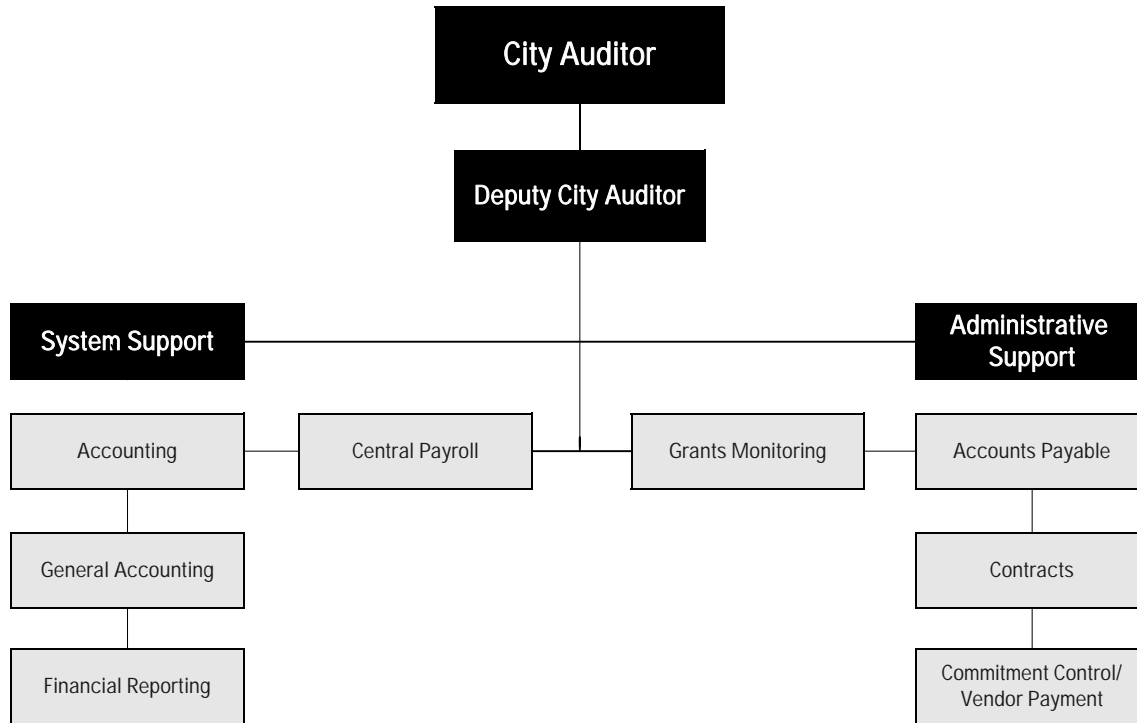 City Auditor
Deputy City Auditor
System Support
Administrative
Support
Accounting
Central Payroll
Grants Monitoring
Accounts Payable
General Accounting
Contracts
Financial Reporting
Commitment Control/
Vendor Payment